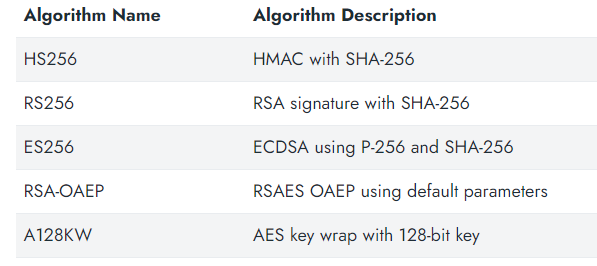 Algorithm Name Algorithm Description
HS256 HMAC with SHA-256
RS256 RSA signature with SHA-256
ES256 ECDSA using P-256 and SHA-256
RSA-OAEP RSAES OAEP using default parameters
A128KW AES key wrap with 128-bit key